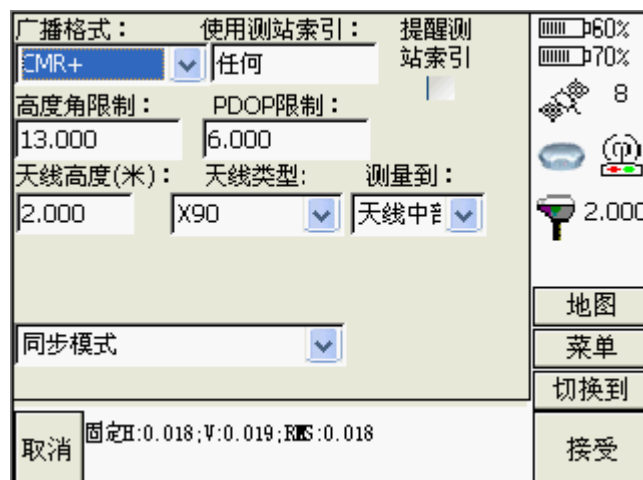 广播格式： 使用测站索引： 提醒测站索引
CMR+ 任何
高度角限制： PDOP限制：
13.000 6.000
天线高度(米)： 天线类型: 测量到：
2.000 X90 天线中
同步模式
60%
70%
8
2.000
地图
菜单
切换到
取消 固定H:0.018;V:0.019;RMS:0.018 接受